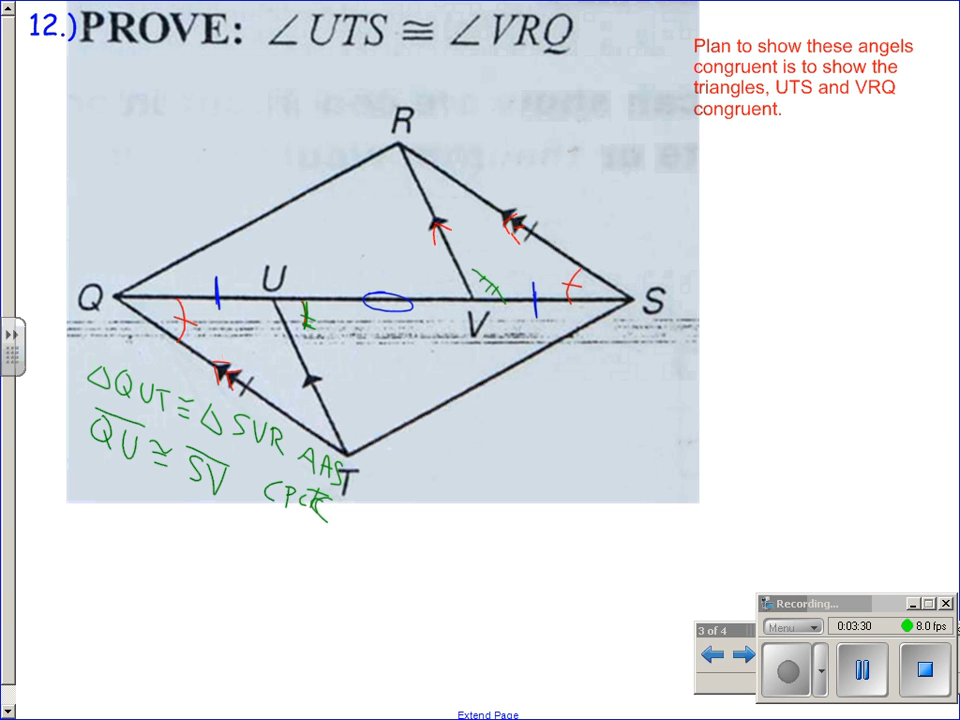 12.) PROVE: ∠UTS ≅ ∠VRQ
Plan to show these angels
congruent is to show the
triangles, UTS and VRQ
congruent.
R
Q
U
V
S
T
△QUT ≅ △SVR AAS
QU ≅ SV CPCTC
Recording...
Menu
0:03:30
8.0 fps
3 of 4
Extend Page